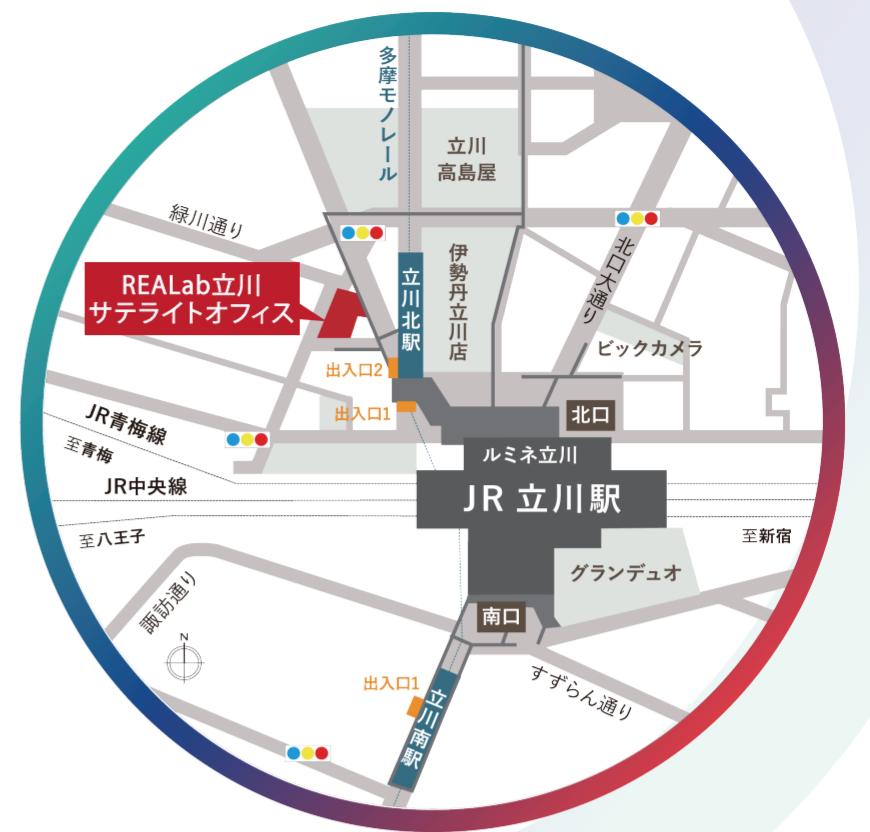 多摩モノレール
立川
高島屋
緑川通り
北口大通り
REALab立川
サテライトオフィス
立川北駅
伊勢丹立川店
ビックカメラ
出入口2
出入口1
北口
JR青梅線
至青梅
ルミネ立川
JR中央線
JR 立川駅
至八王子
至新宿
グランデュオ
諏訪通り
南口
N
すずらん通り
出入口1
立川南駅